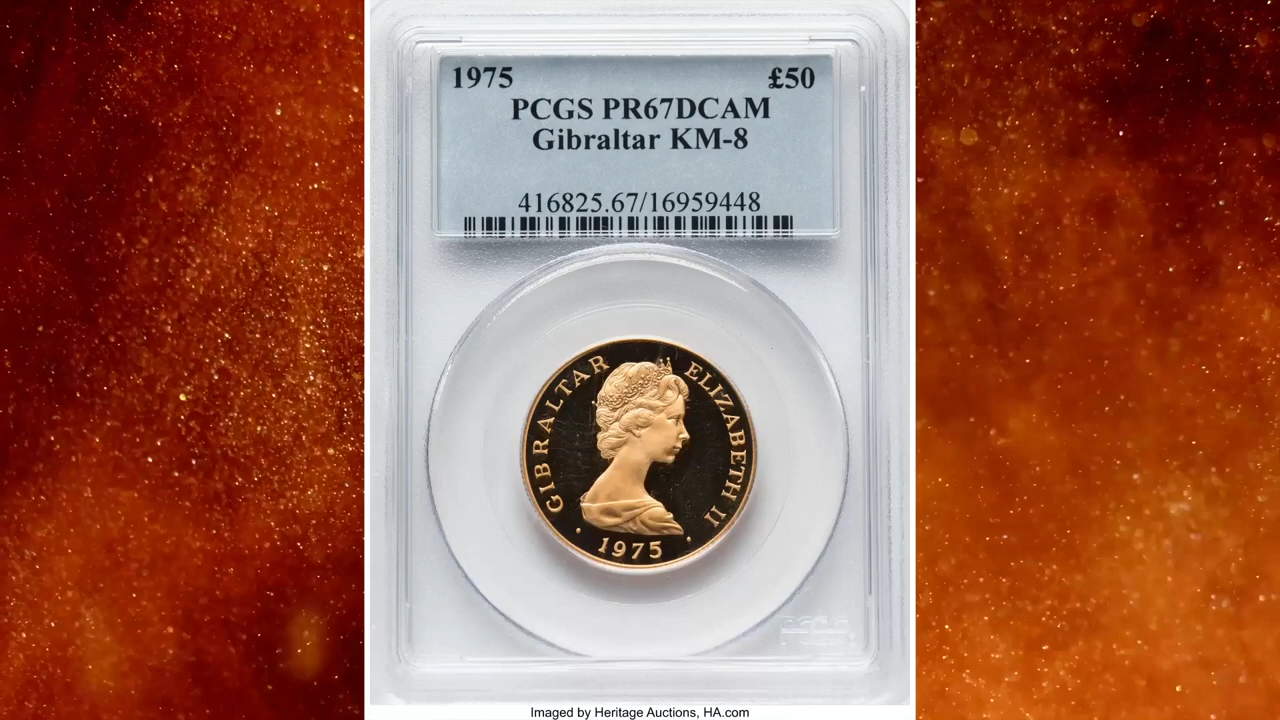 1975 £50
PCGS PR67DCAM
Gibraltar KM-8
416825.67/16959448
GIBRALTAR ELIZABETH II
· 1975 ·
PCGS
Imaged by Heritage Auctions, HA.com